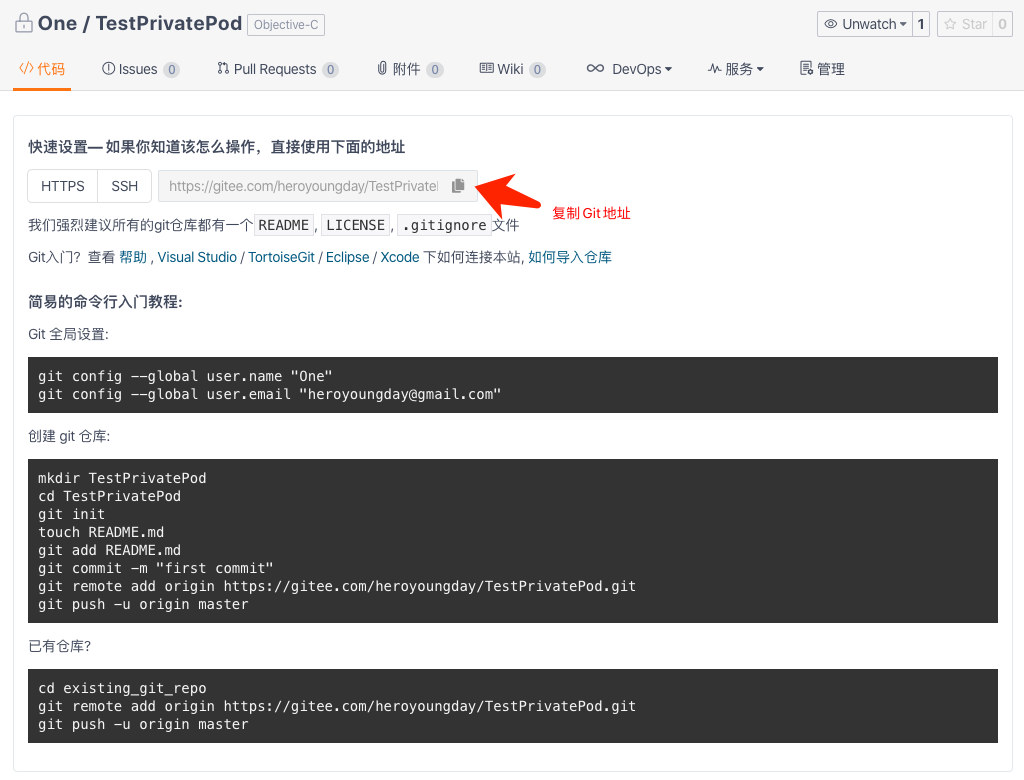 One / TestPrivatePod Objective-C Unwatch 1 Star 0
代码 Issues 0 Pull Requests 0 附件 0 Wiki 0 DevOps 服务 管理
快速设置— 如果你知道该怎么操作，直接使用下面的地址
HTTPS SSH https://gitee.com/heroyoungday/TestPrivatel
复制Git地址
我们强烈建议所有的git仓库都有一个 README, LICENSE, .gitignore 文件
Git入门？查看 帮助 , Visual Studio / TortoiseGit / Eclipse / Xcode 下如何连接本站, 如何导入仓库
简易的命令行入门教程:
Git 全局设置:
git config --global user.name "One"
git config --global user.email "heroyoungday@gmail.com"
创建 git 仓库:
mkdir TestPrivatePod
cd TestPrivatePod
git init
touch README.md
git add README.md
git commit -m "first commit"
git remote add origin https://gitee.com/heroyoungday/TestPrivatePod.git
git push -u origin master
已有仓库?
cd existing_git_repo
git remote add origin https://gitee.com/heroyoungday/TestPrivatePod.git
git push -u origin master